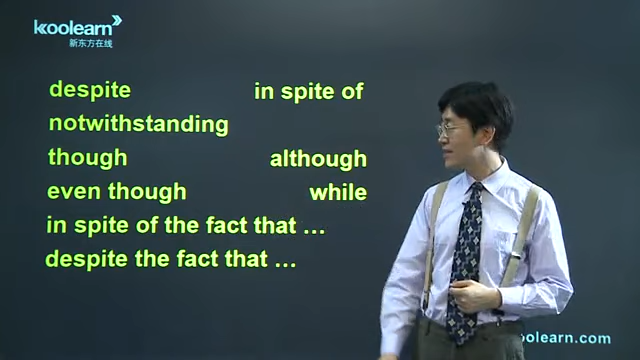 koolearn
新东方在线
despite in spite of
notwithstanding
though although
even though while
in spite of the fact that …
despite the fact that …
oolearn.com